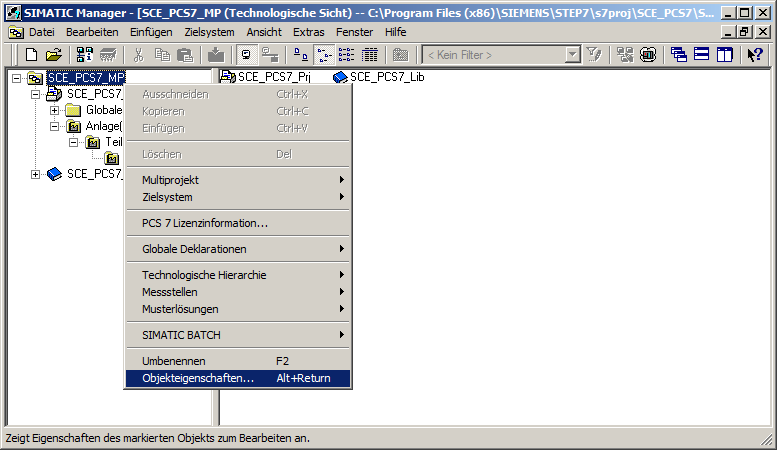 SIMATIC Manager - [SCE_PCS7_MP (Technologische Sicht) -- C:\Program Files (x86)\SIEMENS\STEP7\s7proj\SCE_PCS7\S...
Datei Bearbeiten Einfügen Zielsystem Ansicht Extras Fenster Hilfe
< Kein Filter >
SCE_PCS7_MP
SCE_PCS7_Prj SCE_PCS7_Lib
SCE_PCS7_
Globale
Anlage(
Teil
SCE_PCS7_
Ausschneiden Ctrl+X
Kopieren Ctrl+C
Einfügen Ctrl+V
Löschen Del
Multiprojekt
Zielsystem
PCS 7 Lizenzinformation...
Globale Deklarationen
Technologische Hierarchie
Messstellen
Musterlösungen
SIMATIC BATCH
Umbenennen F2
Objekteigenschaften... Alt+Return
Zeigt Eigenschaften des markierten Objekts zum Bearbeiten an.